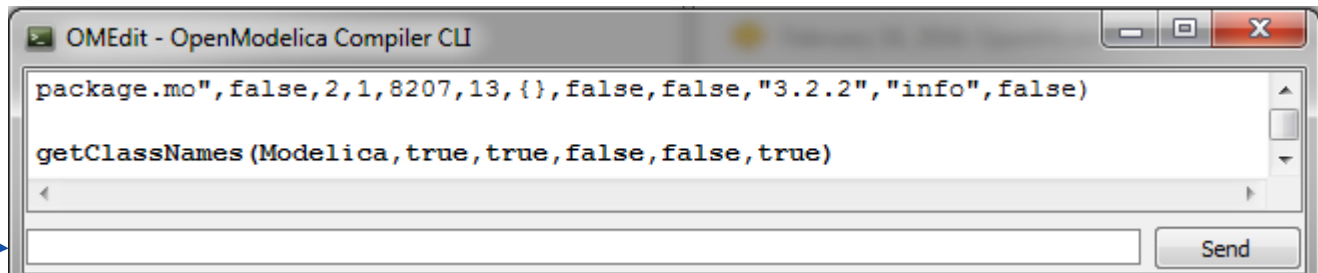 OMEdit - OpenModelica Compiler CLI
package.mo",false,2,1,8207,13,{},false,false,"3.2.2","info",false)
getClassNames(Modelica,true,true,false,false,true)
Send